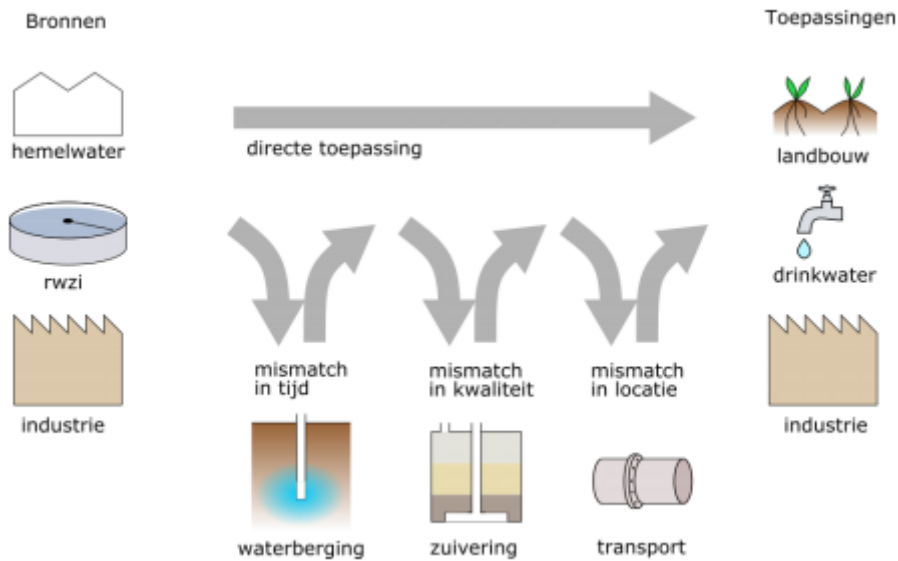 Bronnen
Toepassingen
hemelwater
directe toepassing
landbouw
rwzi
drinkwater
mismatch
in tijd
mismatch
in kwaliteit
mismatch
in locatie
industrie
industrie
waterberging
zuivering
transport